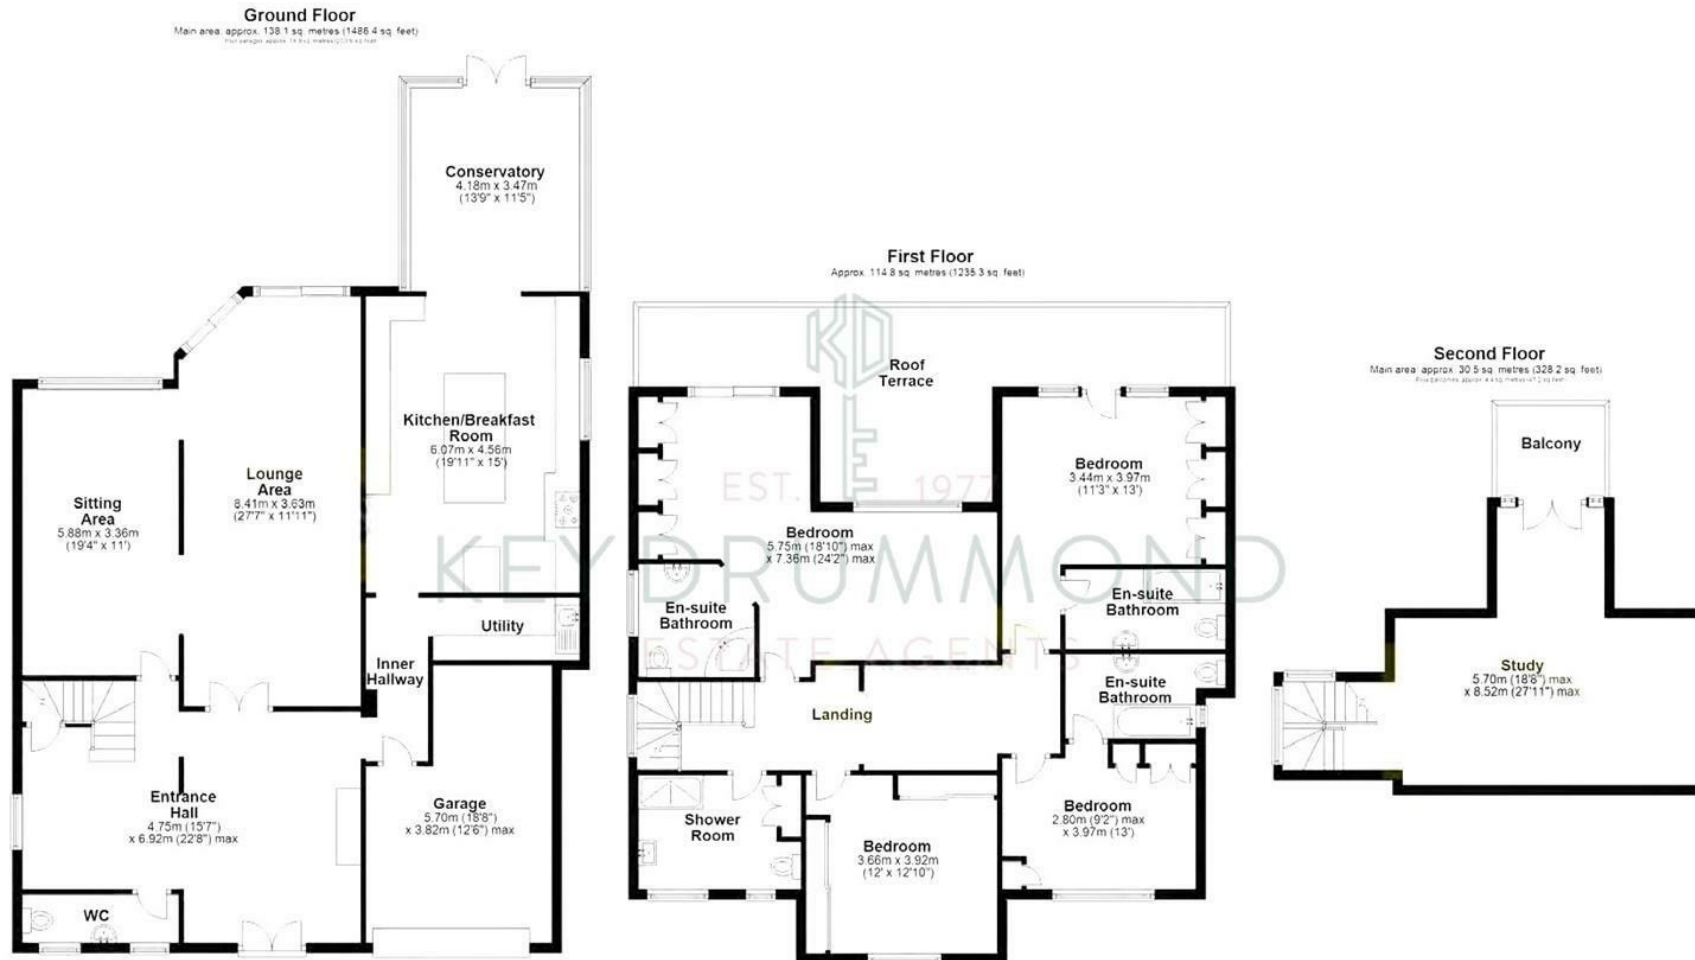 Ground Floor
Main area: approx. 138.1 sq. metres (1486.4 sq. feet)
Conservatory
4.18m x 3.47m
(13'9" x 11'5")
Kitchen/Breakfast
Room
6.07m x 4.56m
(19'11" x 15')
Lounge
Area
8.41m x 3.63m
(27'7" x 11'11")
Sitting
Area
5.88m x 3.36m
(19'4" x 11')
Utility
Inner
Hallway
Entrance
Hall
4.75m (15'7")
x 6.92m (22'8") max
Garage
5.70m (18'8")
x 3.82m (12'6") max
WC
First Floor
Approx. 114.8 sq. metres (1235.3 sq. feet)
Roof
Terrace
Bedroom
5.75m (18'10") max
x 7.36m (24'2") max
Bedroom
3.44m x 3.97m
(11'3" x 13')
En-suite
Bathroom
En-suite
Bathroom
En-suite
Bathroom
Landing
Shower
Room
Bedroom
3.66m x 3.92m
(12' x 12'10")
Bedroom
2.80m (9'2") max
x 3.97m (13')
Second Floor
Main area: approx. 30.5 sq. metres (328.2 sq. feet)
Balcony
Study
5.70m (18'8") max
x 8.52m (27'11") max
KD
EST. 1977
KEYDRUMMOND
ESTATE AGENTS